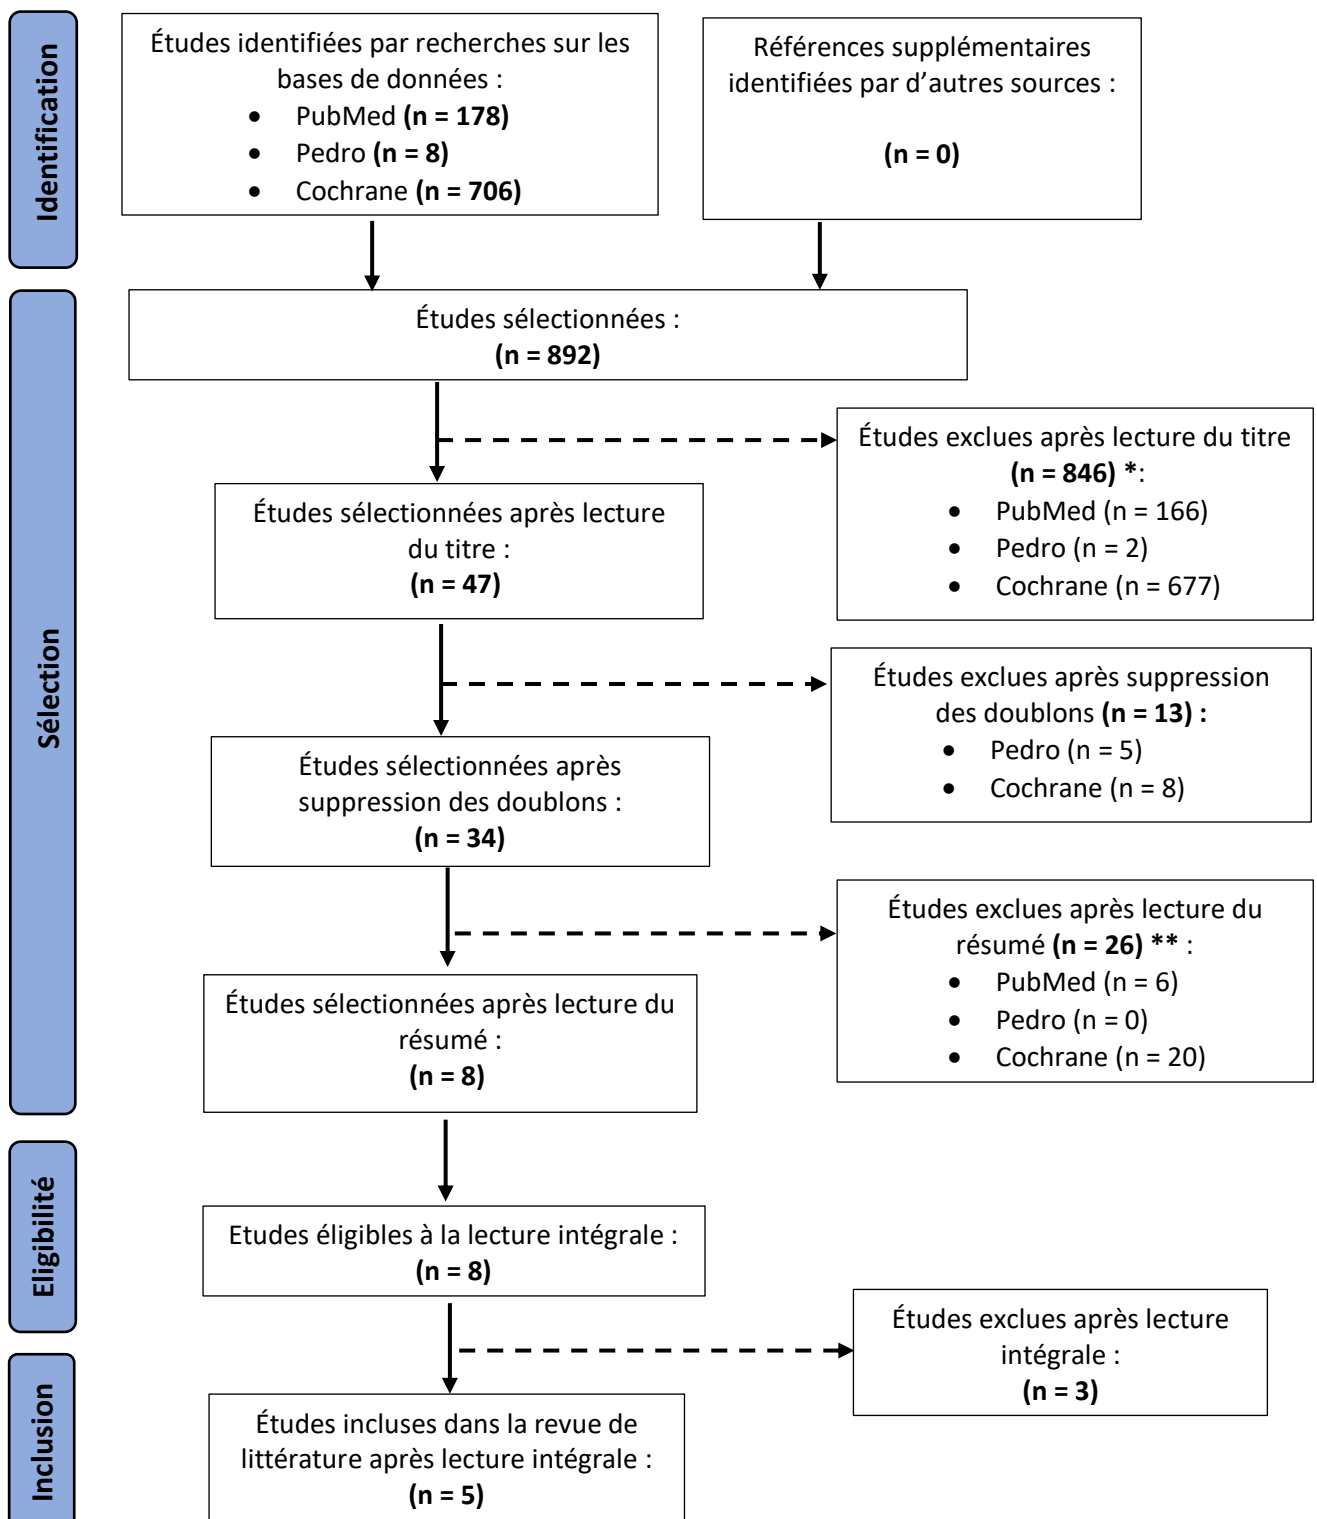 Identification
Études identifiées par recherches sur les
bases de données :
• PubMed (n = 178)
• Pedro (n = 8)
• Cochrane (n = 706)
Références supplémentaires
identifiées par d'autres sources :
(n = 0)
Sélection
Études sélectionnées :
(n = 892)
Études exclues après lecture du titre
(n = 846) *:
• PubMed (n = 166)
• Pedro (n = 2)
• Cochrane (n = 677)
Études sélectionnées après lecture
du titre :
(n = 47)
Études exclues après suppression
des doublons (n = 13) :
• Pedro (n = 5)
• Cochrane (n = 8)
Études sélectionnées après
suppression des doublons :
(n = 34)
Études exclues après lecture du
résumé (n = 26) ** :
• PubMed (n = 6)
• Pedro (n = 0)
• Cochrane (n = 20)
Études sélectionnées après lecture du
résumé :
(n = 8)
Eligibilité
Etudes éligibles à la lecture intégrale :
(n = 8)
Études exclues après lecture
intégrale :
(n = 3)
Inclusion
Études incluses dans la revue de
littérature après lecture intégrale :
(n = 5)